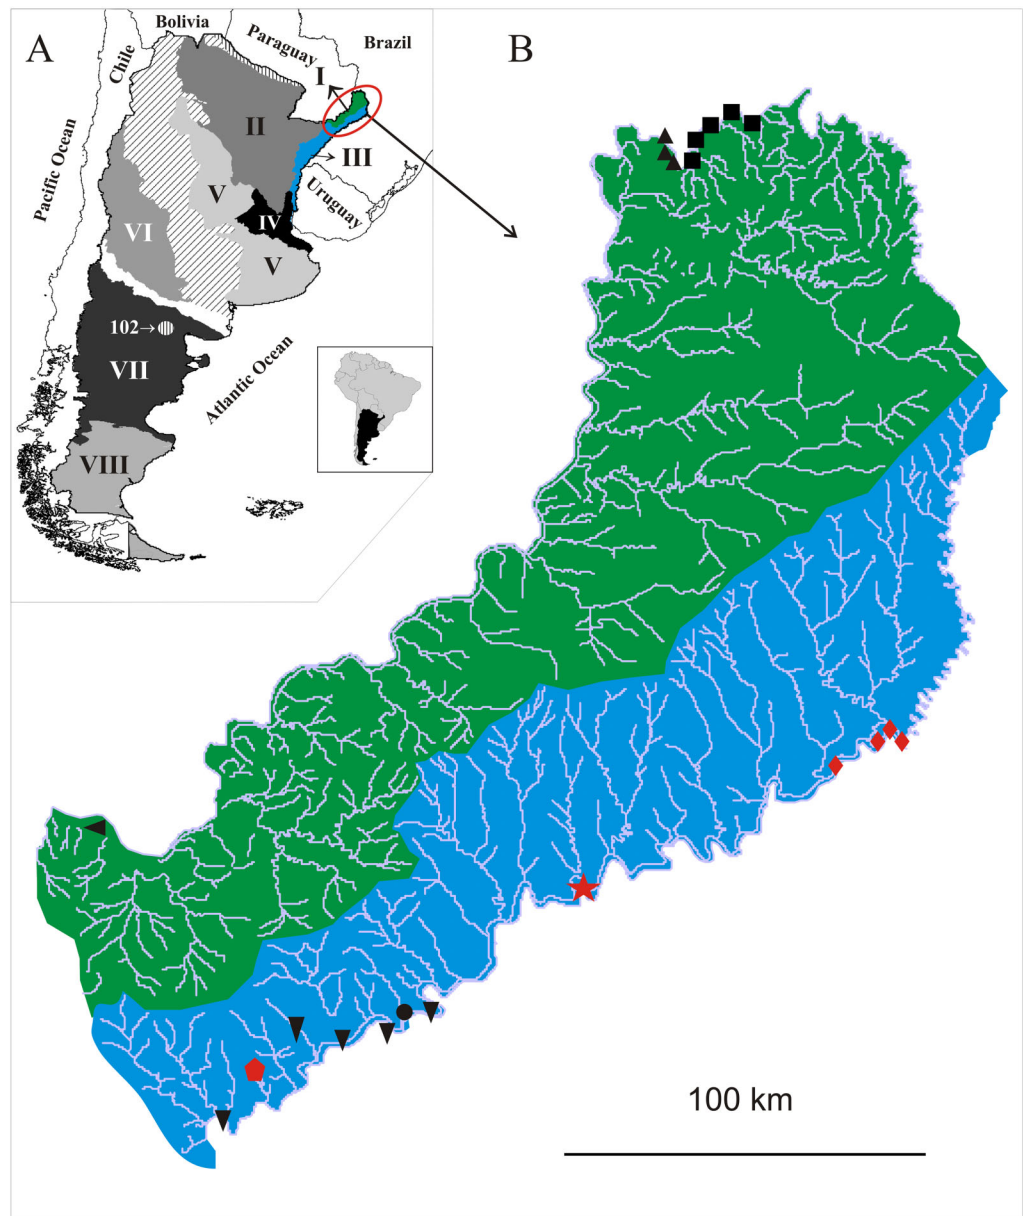 A
Bolivia
Paraguay
Brazil
Chile
I
B
II
III
Pacific Ocean
Uruguay
V
IV
VI
V
102→
VII
Atlantic Ocean
VIII
100 km